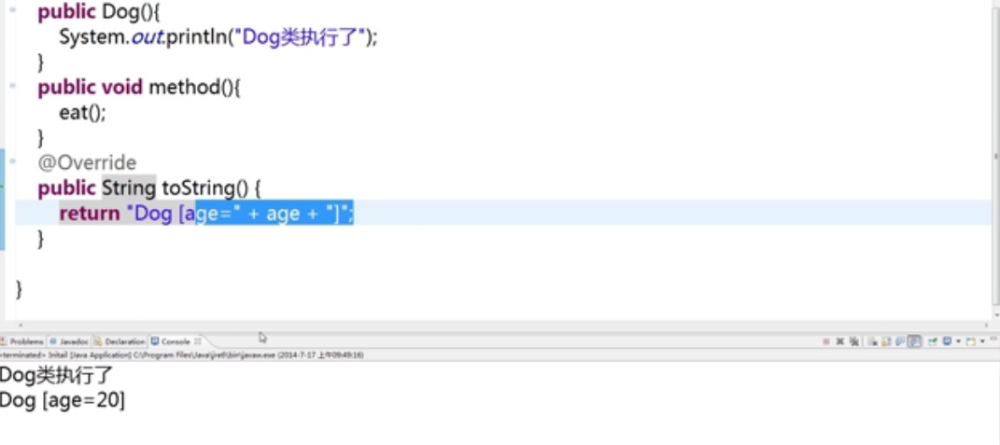 public Dog(){
System.out.println("Dog类执行了");
}
public void method(){
eat();
}
@Override
public String toString() {
return "Dog [age=" + age + "]";
}
}
Problems @ Javadoc Declaration Console
<terminated> Initail [Java Application] C:\Program Files\Java\jre6\bin\javaw.exe (2014-7-17 上午09:49:16)
Dog类执行了
Dog [age=20]